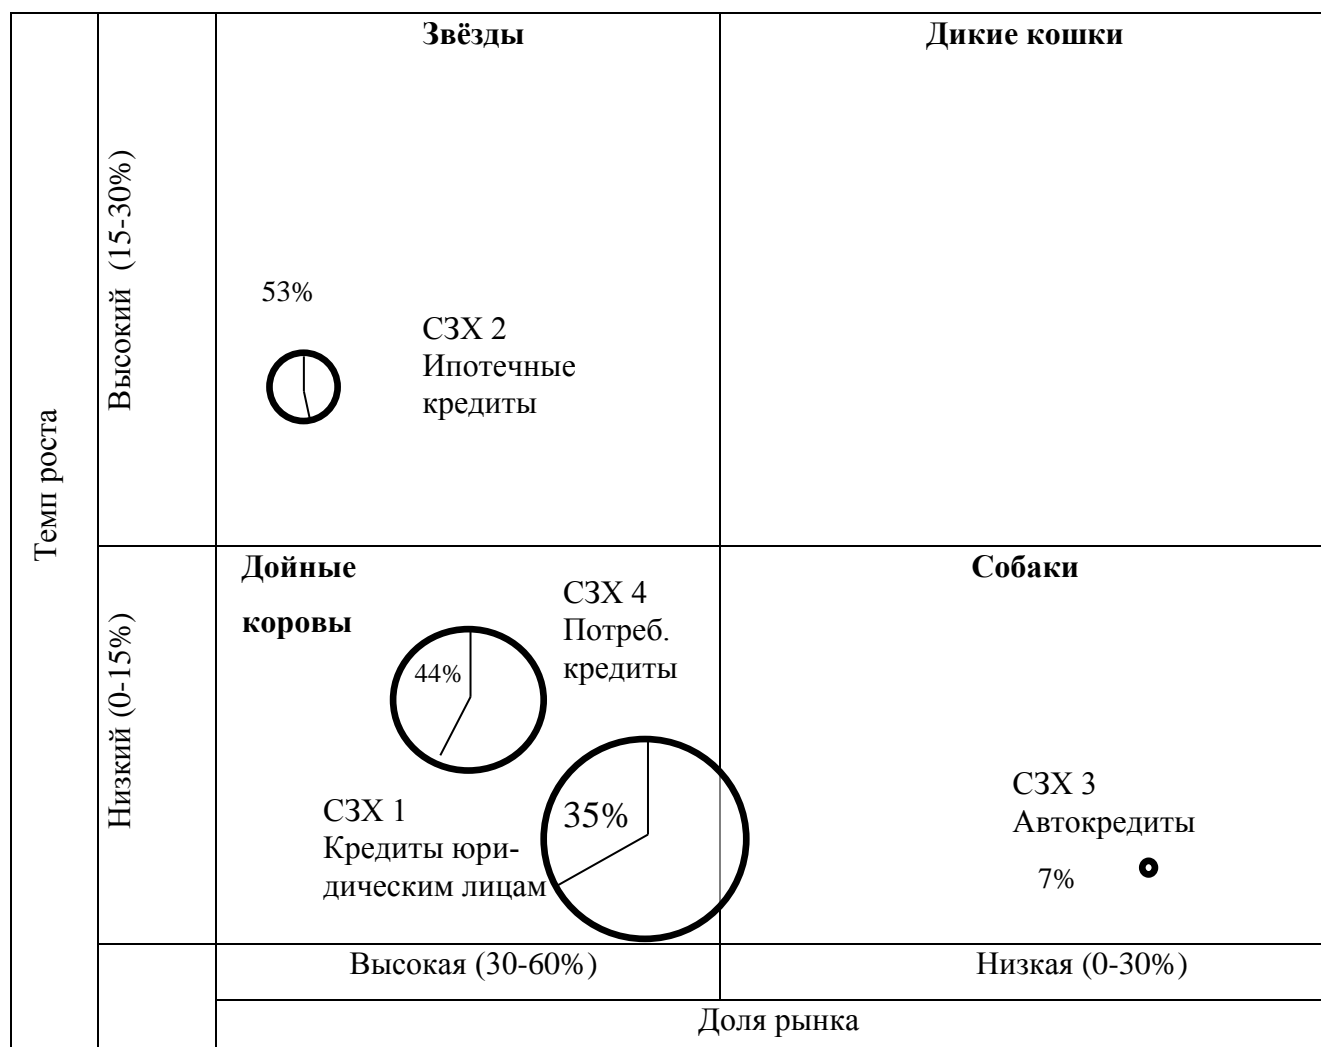 Звёзды
Дикие кошки
Темп роста
Высокий (15-30%)
53%
СЗХ 2
Ипотечные
кредиты
Низкий (0-15%)
Дойные
коровы
СЗХ 4
Потреб.
кредиты
44%
Собаки
СЗХ 1
Кредиты юри-
дическим лицам
35%
СЗХ 3
Автокредиты
7%
Высокая (30-60%)
Низкая (0-30%)
Доля рынка